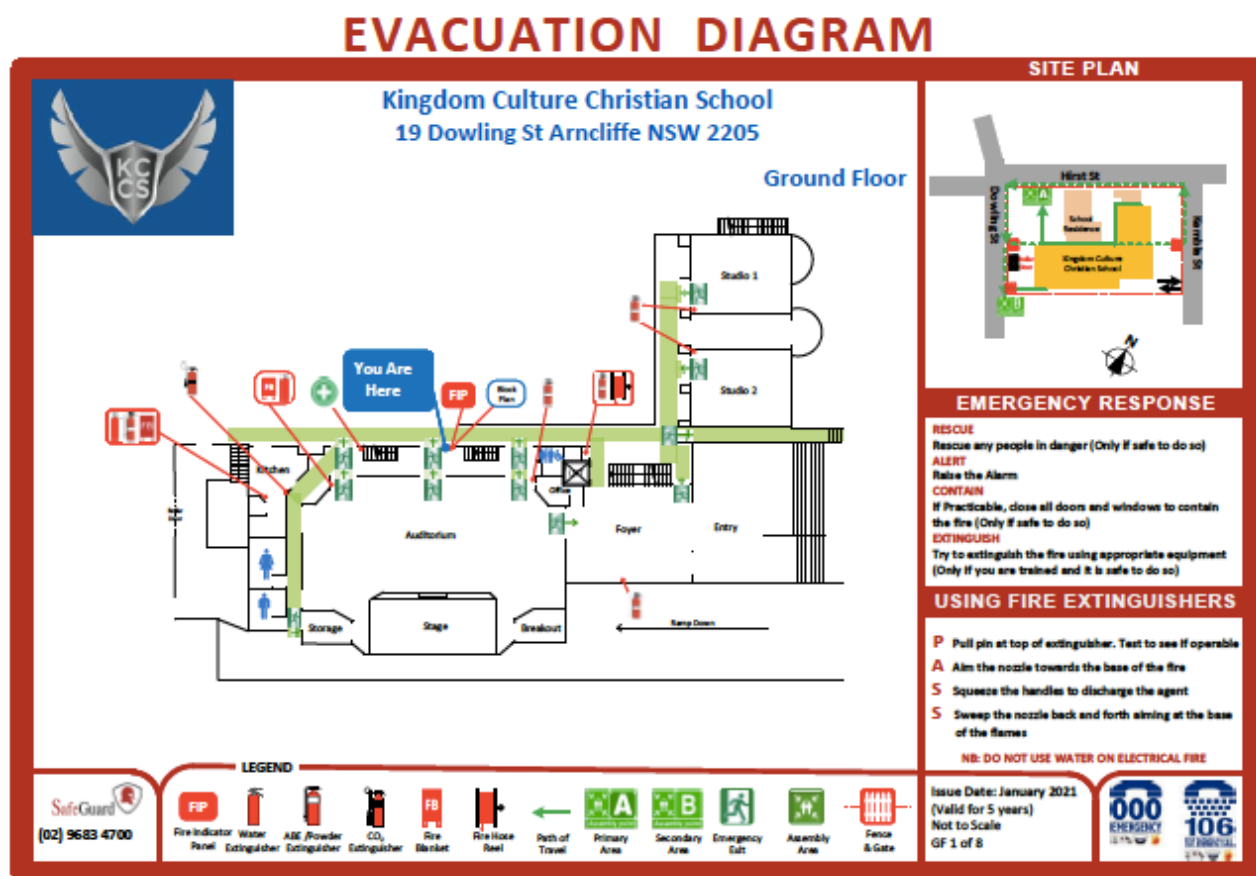 EVACUATION DIAGRAM
KC
CS
Kingdom Culture Christian School
19 Dowling St Arncliffe NSW 2205
Ground Floor
Studio 1
You Are
Here
FIP
Block
Plan
FB
Studio 2
FB
Kitchen
Office
Auditorium
Foyer
Entry
Storage
Stage
Breakout
Ramp Down
SITE PLAN
Hirst St
A
Dowling St
School
Residence
Kingdom Culture
Christian School
B
N
EMERGENCY RESPONSE
RESCUE
Rescue any people in danger (Only if safe to do so)
ALERT
Raise the Alarm
CONTAIN
If Practicable, close all doors and windows to contain
the fire (Only if safe to do so)
EXTINGUISH
Try to extinguish the fire using appropriate equipment
(Only if you are trained and it is safe to do so)
USING FIRE EXTINGUISHERS
P Pull pin at top of extinguisher. Test to see if operable
A Aim the nozzle towards the base of the fire
S Squeeze the handles to discharge the agent
S Sweep the nozzle back and forth aiming at the base
of the flames
NB: DO NOT USE WATER ON ELECTRICAL FIRE
SafeGuard
(02) 9683 4700
LEGEND
FIP
Fire Indicator
Panel
Water
Extinguisher
ABE /Powder
Extinguisher
CO2
Extinguisher
FB
Fire
Blanket
Fire Hose
Reel
Path of
Travel
A
Primary
Area
B
Secondary
Area
Emergency
Exit
Assembly
Area
Fence
& Gate
Issue Date: January 2021
(Valid for 5 years)
Not to Scale
GF 1 of 8
000
EMERGENCY
106